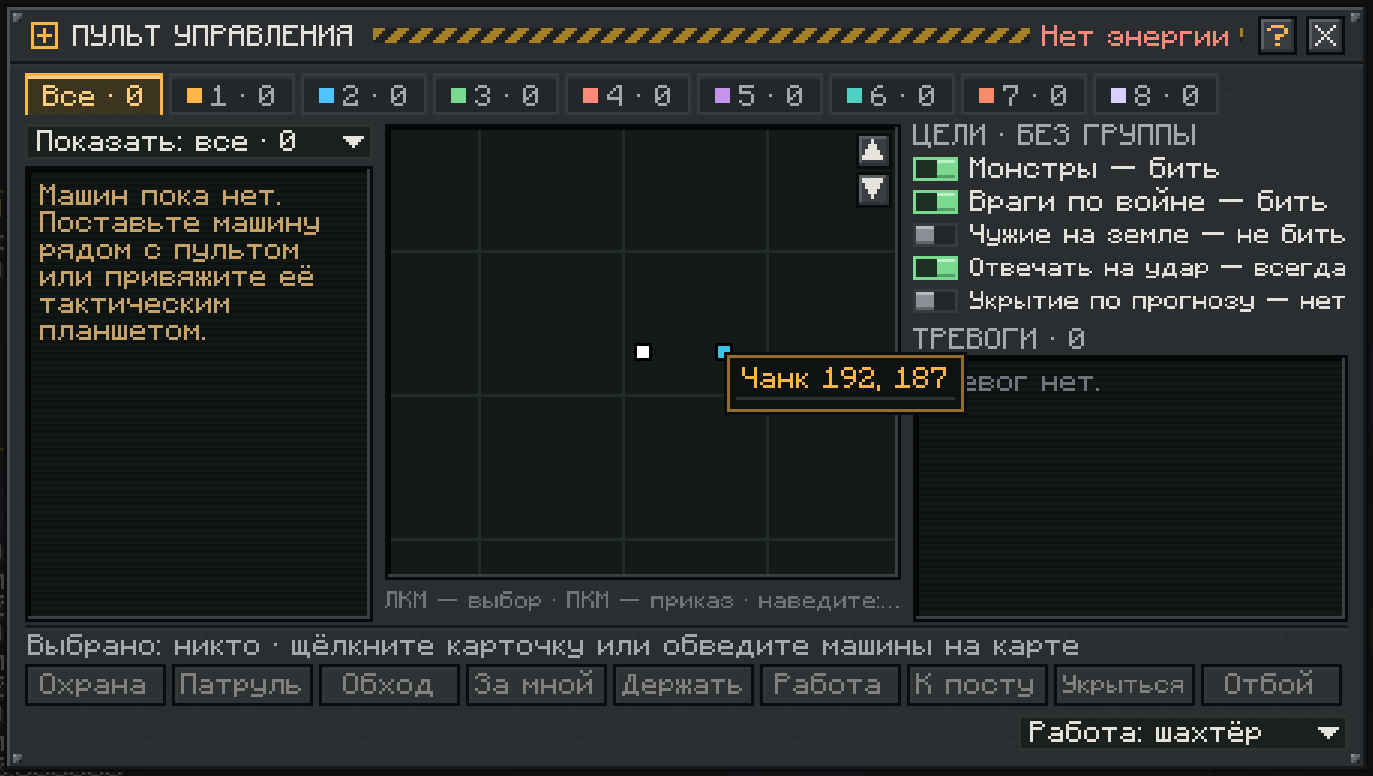 ПУЛЬТ УПРАВЛЕНИЯ
Нет энергии
?
Все · 0
1 · 0
2 · 0
3 · 0
4 · 0
5 · 0
6 · 0
7 · 0
8 · 0
Показать: все · 0
Машин пока нет.
Поставьте машину
рядом с пультом
или привяжите её
тактическим
планшетом.
Чанк 192, 187
ЛКМ — выбор · ПКМ — приказ · наведите:...
ЦЕЛИ · БЕЗ ГРУППЫ
Монстры — бить
Враги по войне — бить
Чужие на земле — не бить
Отвечать на удар — всегда
Укрытие по прогнозу — нет
ТРЕВОГИ · 0
евог нет.
Выбрано: никто · щёлкните карточку или обведите машины на карте
Охрана
Патруль
Обход
За мной
Держать
Работа
К посту
Укрыться
Отбой
Работа: шахтёр